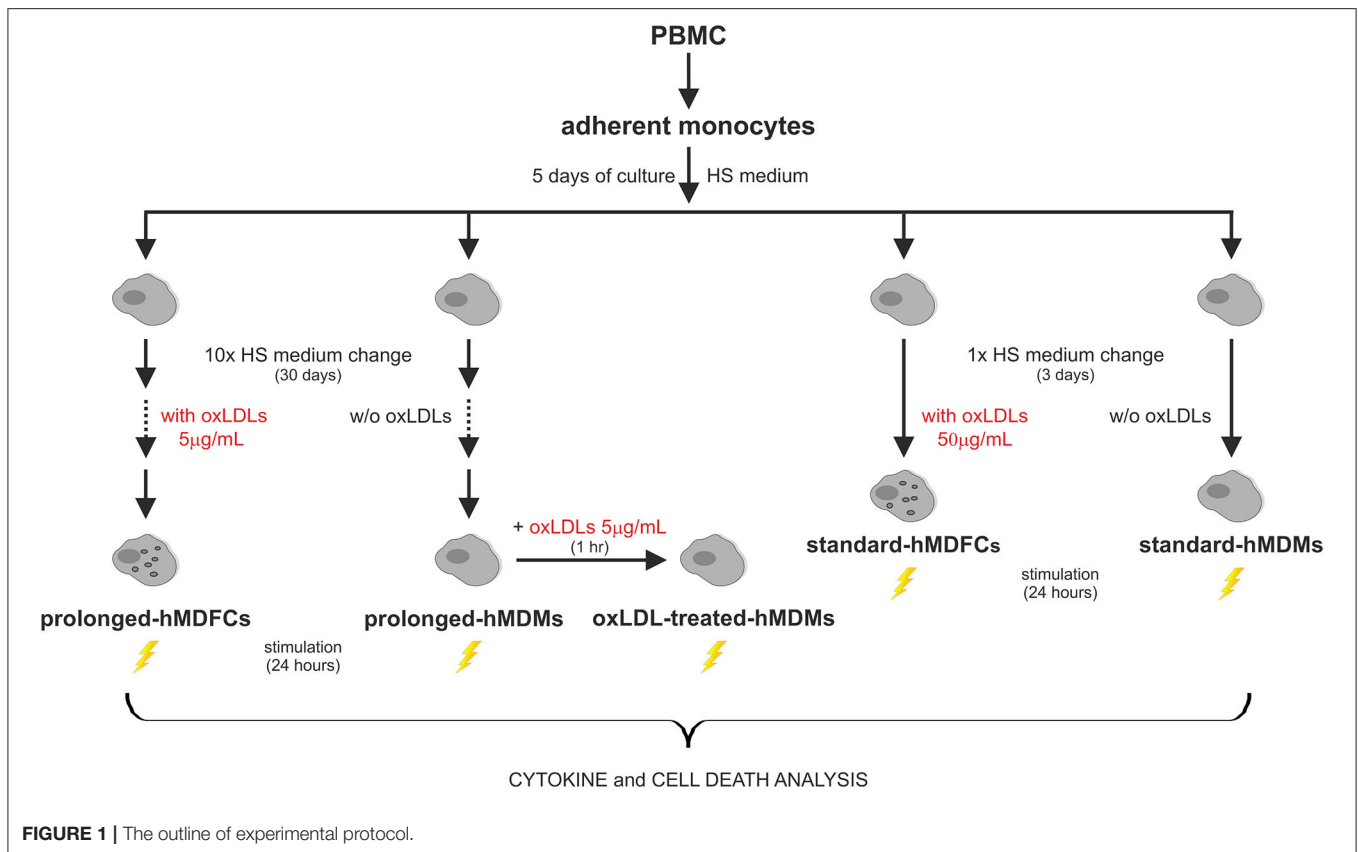 PBMC
adherent monocytes
5 days of culture HS medium
10x HS medium change
(30 days)
1x HS medium change
(3 days)
with oxLDLs
5μg/mL
w/o oxLDLs
with oxLDLs
50μg/mL
w/o oxLDLs
+ oxLDLs 5μg/mL
(1 hr)
standard-hMDFCs
standard-hMDMs
stimulation
(24 hours)
prolonged-hMDFCs
prolonged-hMDMs
oxLDL-treated-hMDMs
stimulation
(24 hours)
CYTOKINE and CELL DEATH ANALYSIS
FIGURE 1 | The outline of experimental protocol.